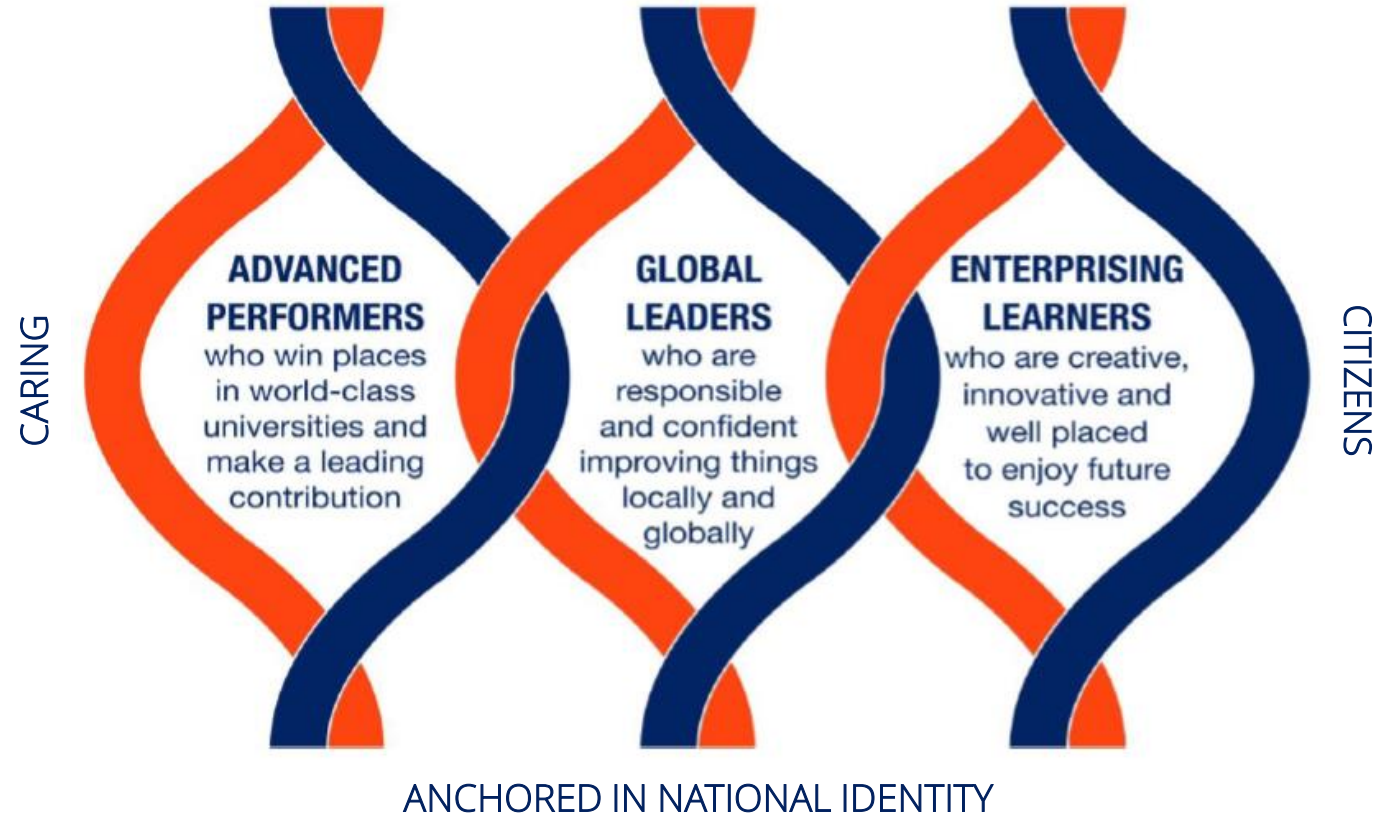 ADVANCED
PERFORMERS
who win places
in world-class
universities and
make a leading
contribution
GLOBAL
LEADERS
who are
responsible
and confident
improving things
locally and
globally
ENTERPRISING
LEARNERS
who are creative,
innovative and
well placed
to enjoy future
success
CARING
CITIZENS
ANCHORED IN NATIONAL IDENTITY